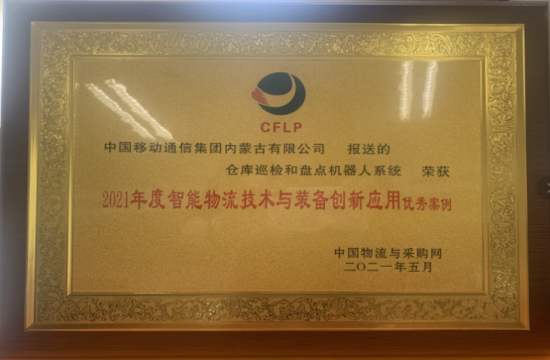 CFLP
中国移动通信集团内蒙古有限公司 报送的
仓库巡检和盘点机器人系统 荣获
2021年度智能物流技术与装备创新应用优秀案例
中国物流与采购网
二〇二一年五月